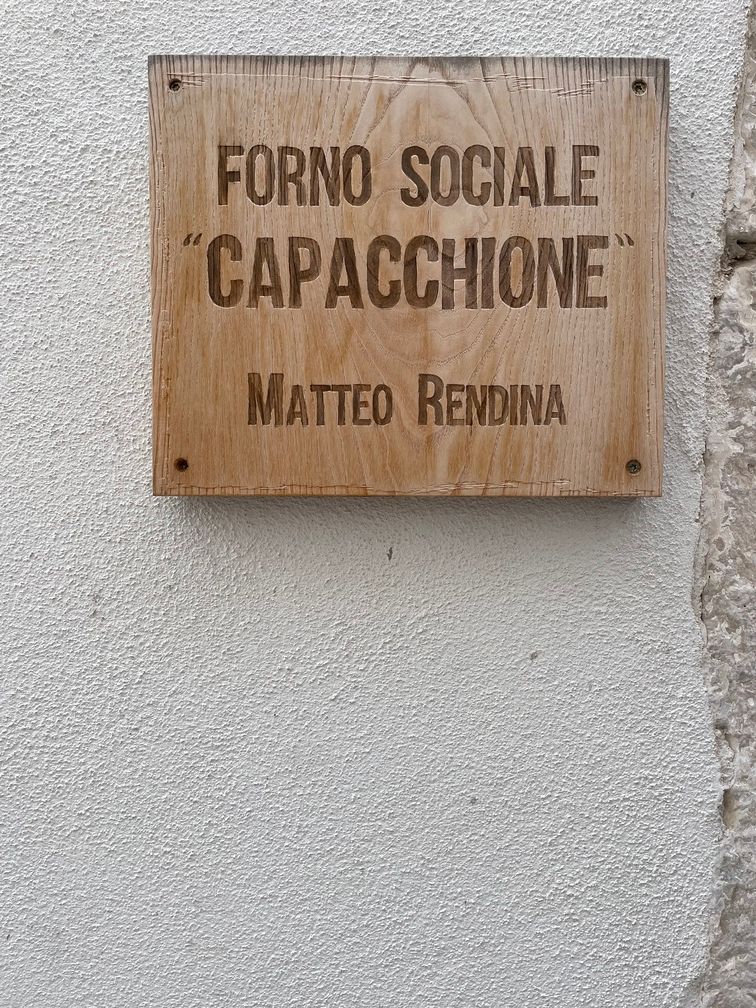 FORNO SOCIALE
“CAPACCHIONE”
MATTEO RENDINA